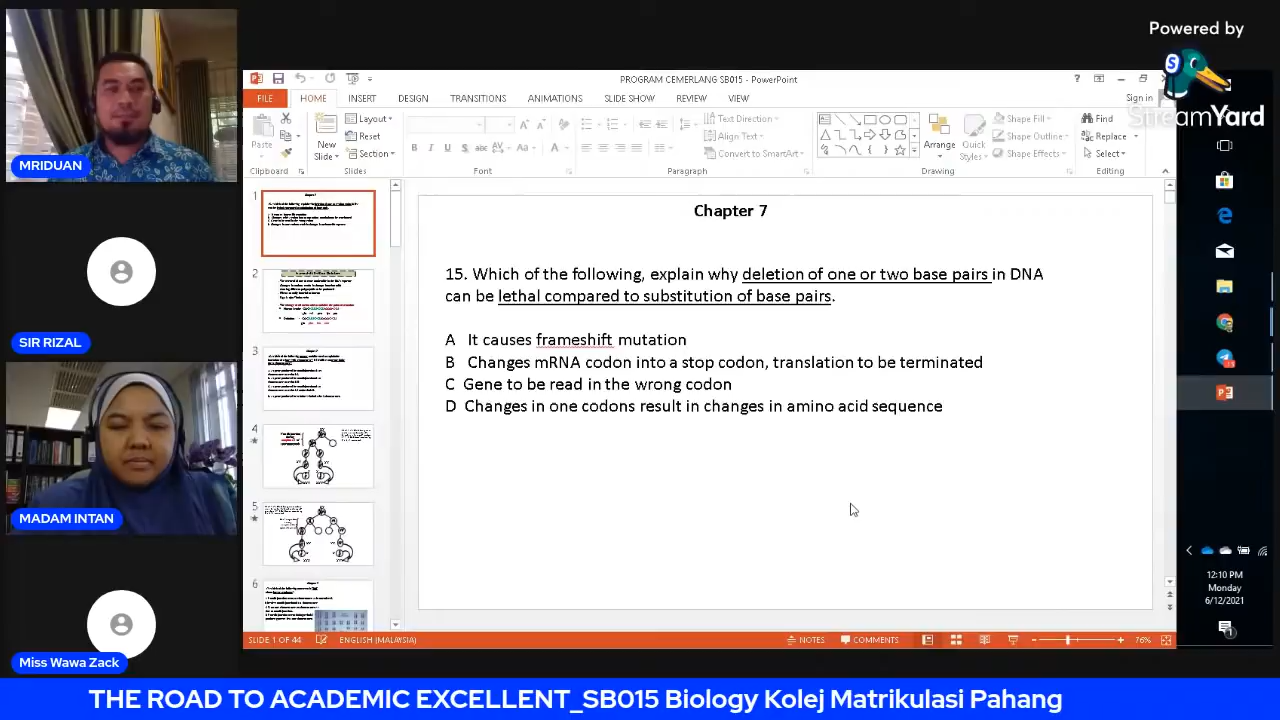 Powered by
StreamYard
MRIDUAN
SIR RIZAL
MADAM INTAN
Miss Wawa Zack
PROGRAM CEMERLANG SB015 - PowerPoint
Sign in
FILE HOME INSERT DESIGN TRANSITIONS ANIMATIONS SLIDE SHOW REVIEW VIEW
Paste
New
Slide
Layout
Reset
Section
Text Direction
Align Text
Convert to SmartArt
Arrange
Quick
Styles
Shape Fill
Shape Outline
Shape Effects
Find
Replace
Select
Clipboard Slides Font Paragraph Drawing Editing
1
2
3
4
5
6
Chapter 7
15. Which of the following, explain why deletion of one or two base pairs in DNA
can be lethal compared to substitution of base pairs.
A It causes frameshift mutation
B Changes mRNA codon into a stop codon, translation to be terminated
C Gene to be read in the wrong codon
D Changes in one codons result in changes in amino acid sequence
SLIDE 1 OF 44 ENGLISH (MALAYSIA) NOTES COMMENTS 76%
12:10 PM
Monday
6/12/2021
THE ROAD TO ACADEMIC EXCELLENT_SB015 Biology Kolej Matrikulasi Pahang